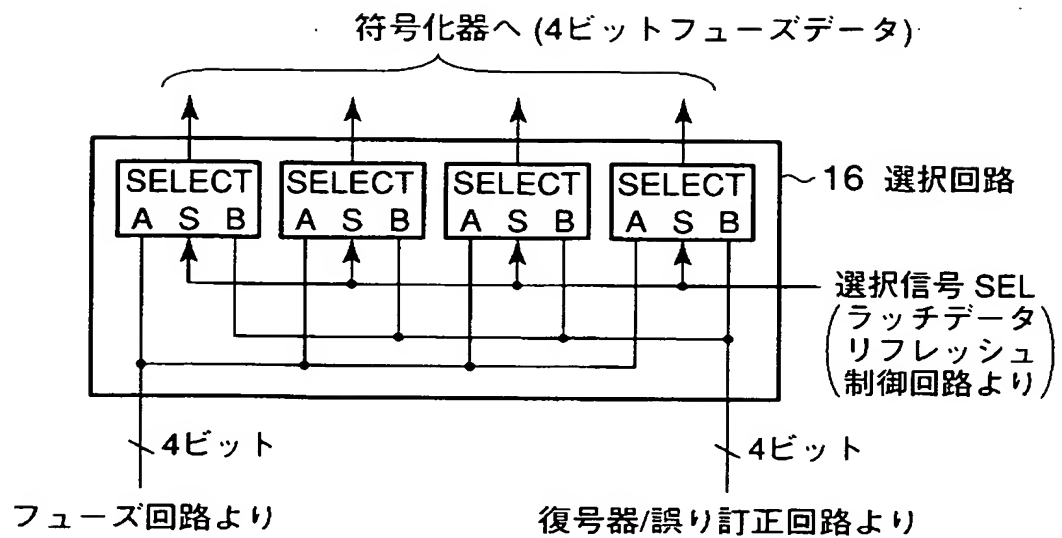 符号化器へ (4ビットフューズデータ)
SELECT SELECT SELECT SELECT
A S B A S B A S B A S B
16 選択回路
選択信号 SEL
(ラッチデータ
リフレッシュ
制御回路より)
4ビット 4ビット
フューズ回路より 復号器/誤り訂正回路より